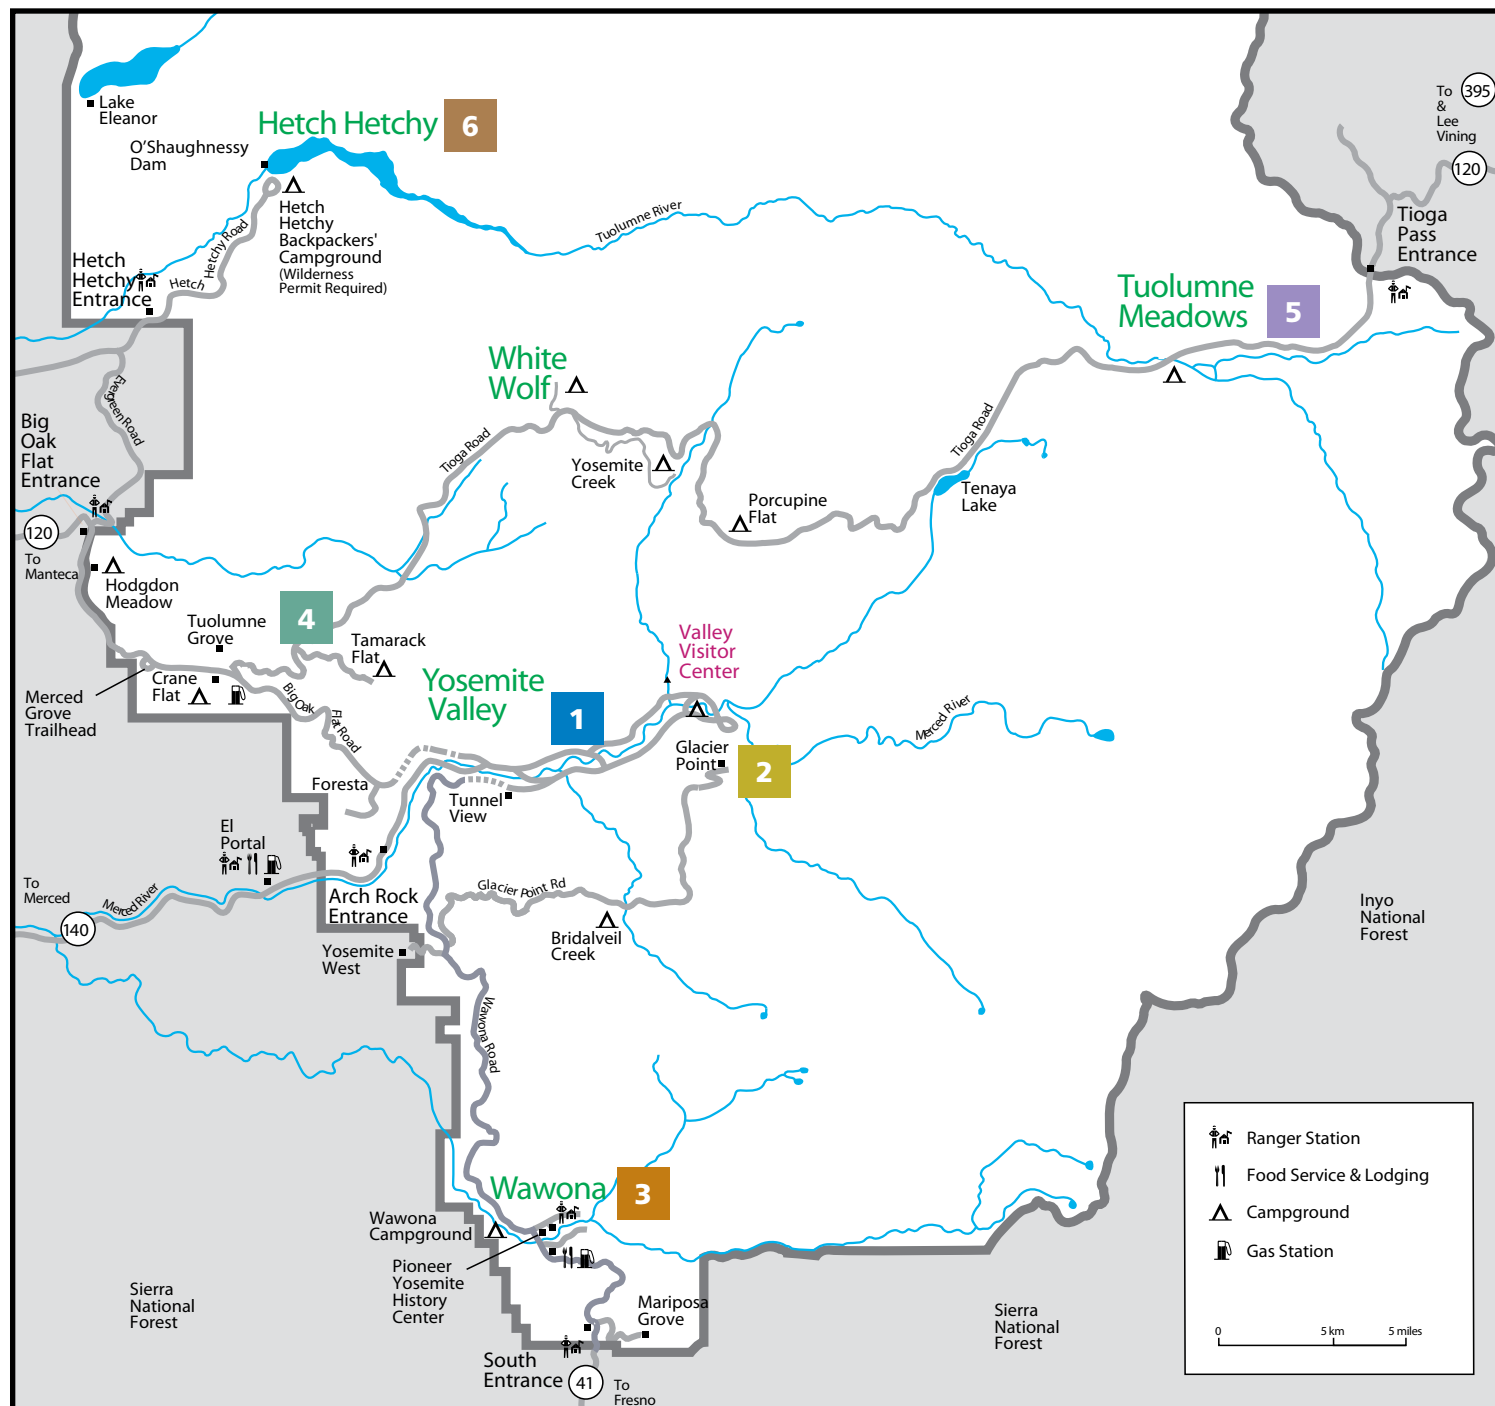 Lake
Eleanor
Hetch Hetchy
6
O'Shaughnessy
Dam
Hetch
Hetchy
Backpackers'
Campground
(Wilderness
Permit Required)
Hetch
Hetchy
Entrance
Hetch
Hetchy Road
Tuolumne River
To
&
Lee
Vining
395
120
Tioga
Pass
Entrance
Tuolumne
Meadows
5
White
Wolf
Evergreen Road
Big
Oak
Flat
Entrance
120
To
Manteca
Tioga Road
Yosemite
Creek
Porcupine
Flat
Tioga Road
Tenaya
Lake
Hodgdon
Meadow
4
Tuolumne
Grove
Tamarack
Flat
Crane
Flat
Merced
Grove
Trailhead
Big Oak
Flat Road
Yosemite
Valley
1
Valley
Visitor
Center
Merced River
Glacier
Point
2
Foresta
Tunnel
View
El
Portal
To
Merced
140
Merced River
Arch Rock
Entrance
Glacier Point Rd
Bridalveil
Creek
Yosemite
West
Inyo
National
Forest
Wawona Road
Wawona
3
Wawona
Campground
Pioneer
Yosemite
History
Center
Mariposa
Grove
South
Entrance
41
To
Fresno
Sierra
National
Forest
Sierra
National
Forest
Ranger Station
Food Service & Lodging
Campground
Gas Station
0
5 km
5 miles